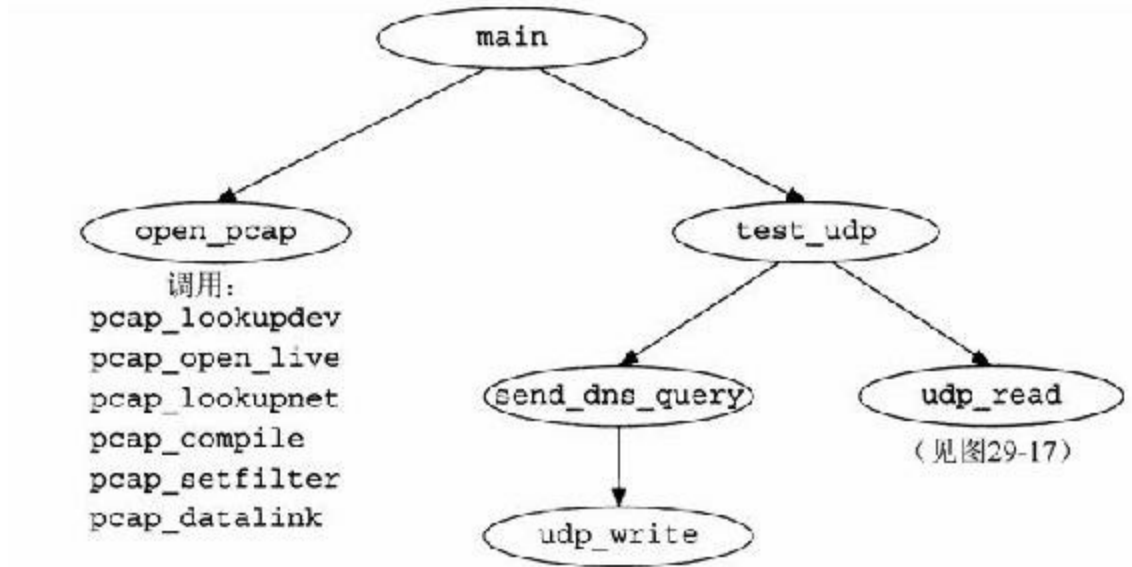 main
open_pcap
test_udp
调用：
pcap_lookupdev
pcap_open_live
pcap_lookupnet
pcap_compile
pcap_setfilter
pcap_datalink
send_dns_query
udp_read
（见图29-17）
udp_write